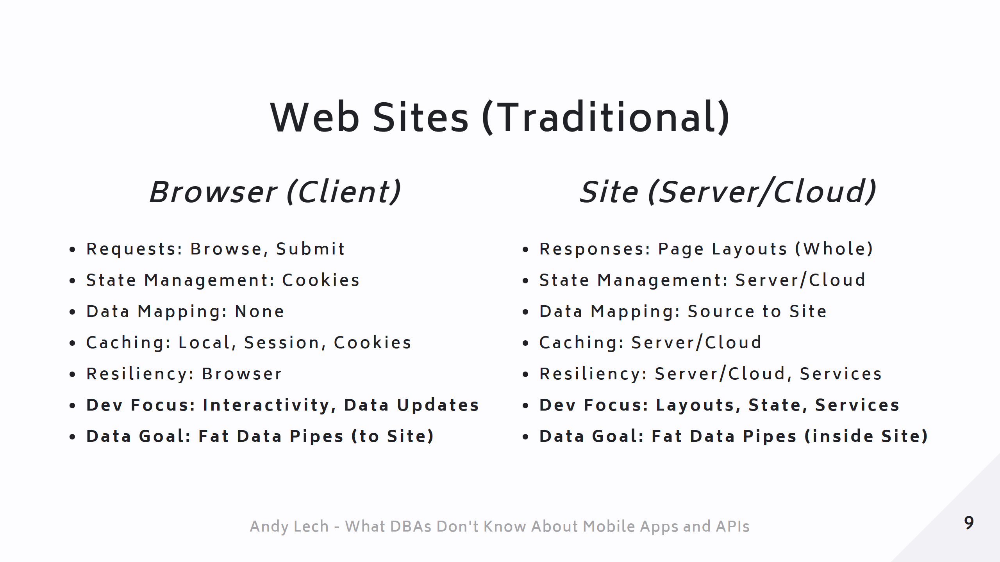 Web Sites (Traditional)
Browser (Client)
Requests: Browse, Submit
State Management: Cookies
Data Mapping: None
Caching: Local, Session, Cookies
Resiliency: Browser
Dev Focus: Interactivity, Data Updates
Data Goal: Fat Data Pipes (to Site)
Site (Server/Cloud)
Responses: Page Layouts (Whole)
State Management: Server/Cloud
Data Mapping: Source to Site
Caching: Server/Cloud
Resiliency: Server/Cloud, Services
Dev Focus: Layouts, State, Services
Data Goal: Fat Data Pipes (inside Site)
Andy Lech - What DBAs Don't Know About Mobile Apps and APIs
9